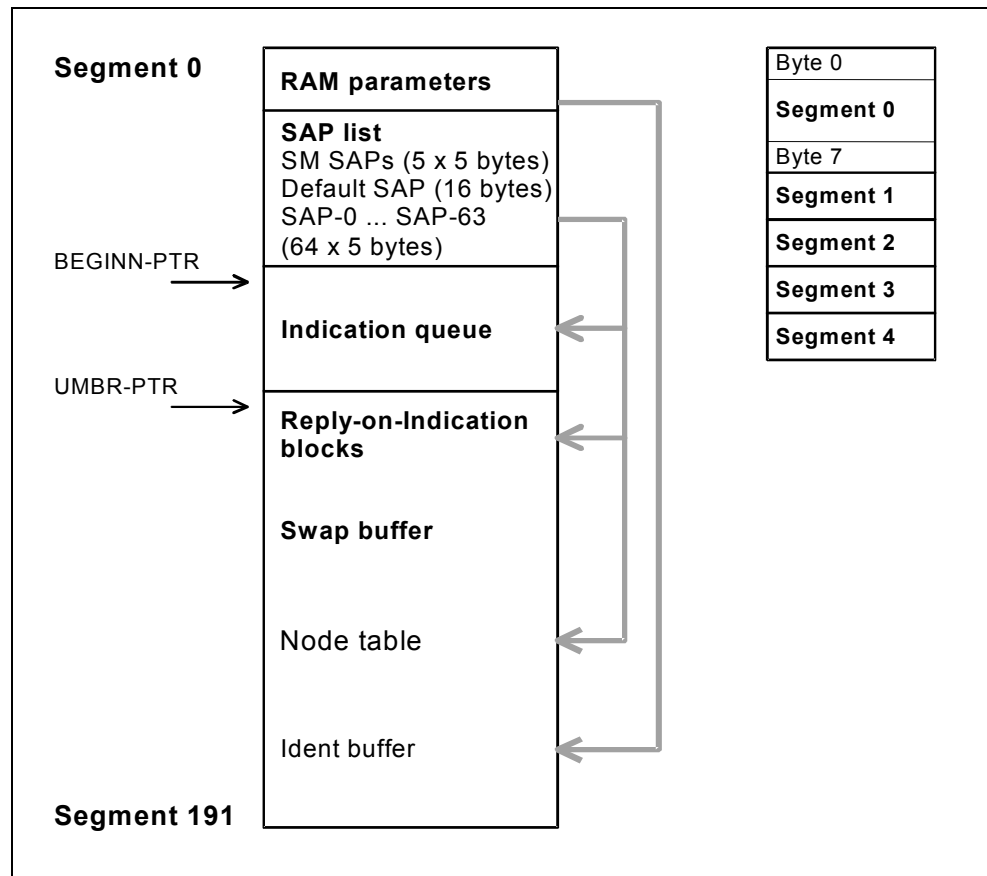 Segment 0
RAM parameters
SAP list
SM SAPs (5 x 5 bytes)
Default SAP (16 bytes)
SAP-0 ... SAP-63
(64 x 5 bytes)
BEGINN-PTR
Indication queue
UMBR-PTR
Reply-on-Indication
blocks
Swap buffer
Node table
Ident buffer
Segment 191
Byte 0
Segment 0
Byte 7
Segment 1
Segment 2
Segment 3
Segment 4